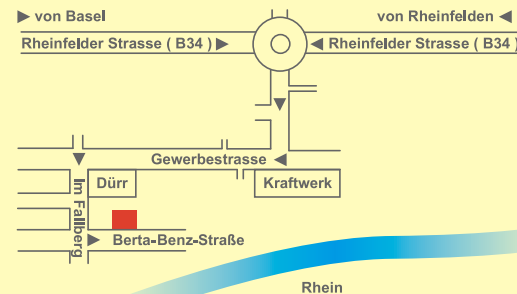 ▶ von Basel
von Rheinfelden ◀
Rheinfelder Strasse ( B34 ) ▶
◀ Rheinfelder Strasse ( B34 )
Gewerbestrasse ◀
Im Fallberg
Dürr
Kraftwerk
▶ Berta-Benz-Straße
Rhein